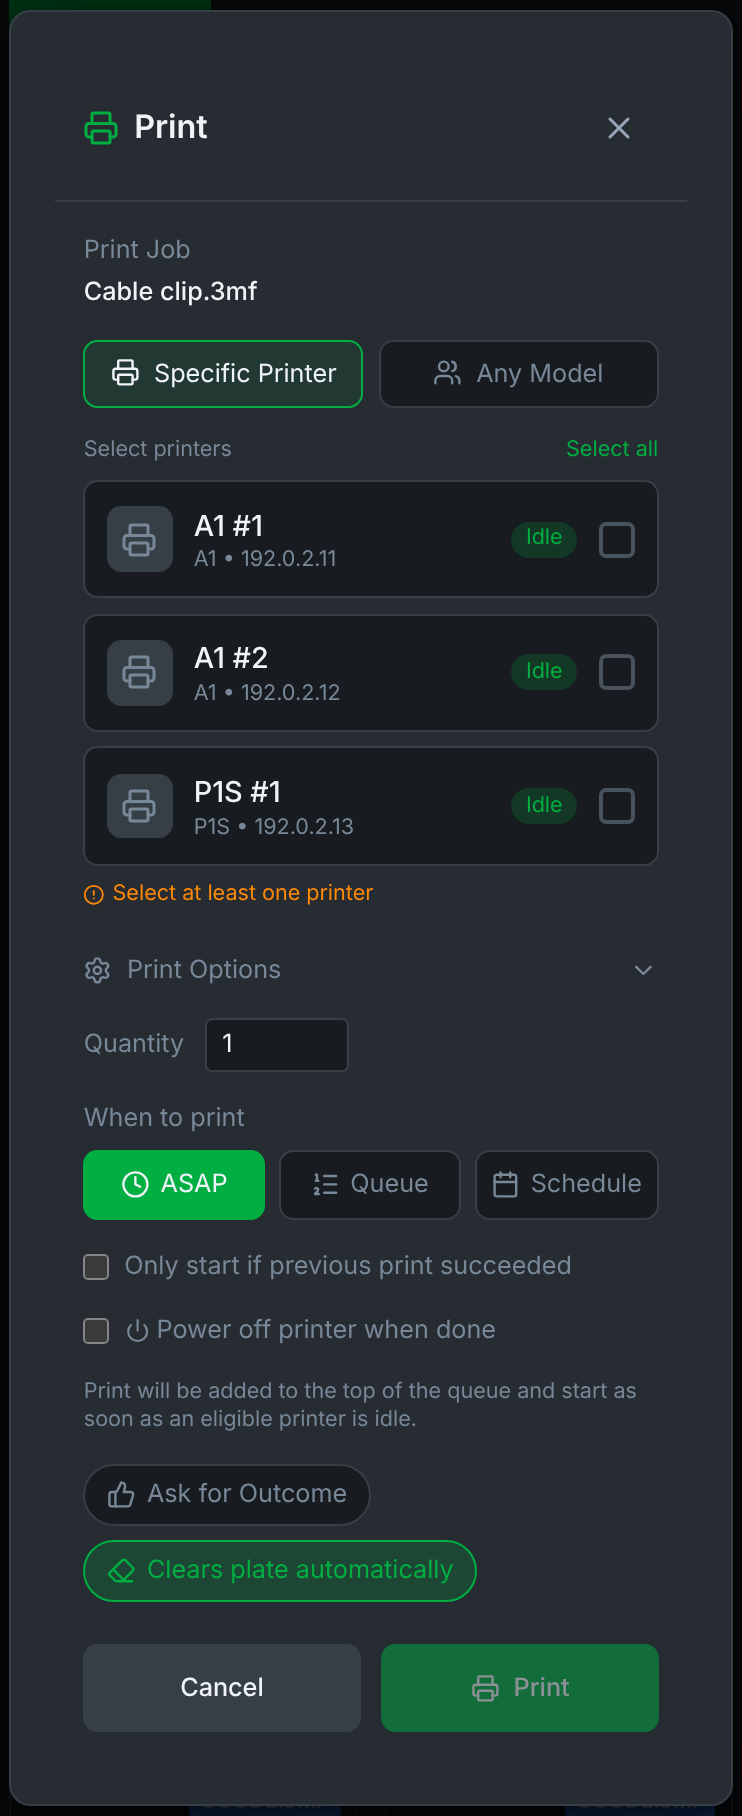 Print
Print Job
Cable clip.3mf
Specific Printer
Any Model
Select printers
Select all
A1 #1
A1 • 192.0.2.11
Idle
A1 #2
A1 • 192.0.2.12
Idle
P1S #1
P1S • 192.0.2.13
Idle
Select at least one printer
Print Options
Quantity
1
When to print
ASAP
Queue
Schedule
Only start if previous print succeeded
Power off printer when done
Print will be added to the top of the queue and start as
soon as an eligible printer is idle.
Ask for Outcome
Clears plate automatically
Cancel
Print